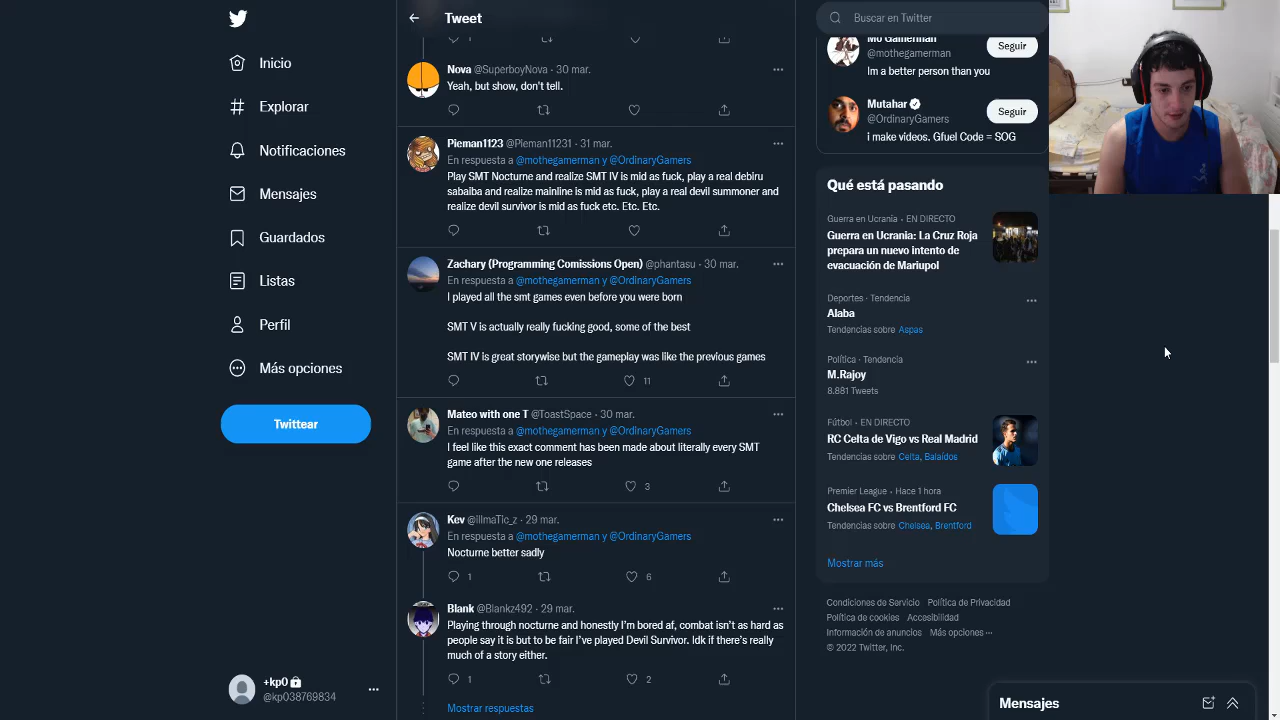 Tweet
Buscar en Twitter
Inicio
Explorar
Notificaciones
Mensajes
Guardados
Listas
Perfil
Más opciones
Twittear
+kp0
@kp038769834
1
Nova @SuperboyNova · 30 mar.
Yeah, but show, don't tell.
Pieman1123 @Pieman11231 · 31 mar.
En respuesta a @mothegamerman y @OrdinaryGamers
Play SMT Nocturne and realize SMT IV is mid as fuck, play a real debiru
sababa and realize mainline is mid as fuck, play a real devil summoner and
realize devil survivor is mid as fuck etc. Etc. Etc.
Zachary (Programming Comissions Open) @phantasu · 30 mar.
En respuesta a @mothegamerman y @OrdinaryGamers
I played all the smt games even before you were born
SMT V is actually really fucking good, some of the best
SMT IV is great storywise but the gameplay was like the previous games
11
Mateo with one T @ToastSpace · 30 mar.
En respuesta a @mothegamerman y @OrdinaryGamers
I feel like this exact comment has been made about literally every SMT
game after the new one releases
3
Kev @illmaTic_z · 29 mar.
En respuesta a @mothegamerman y @OrdinaryGamers
Nocturne better sadly
1 6
Blank @Blankz492 · 29 mar.
Playing through nocturne and honestly I'm bored af, combat isn't as hard as
people say it is but to be fair I've played Devil Survivor. Idk if there's really
much of a story either.
1 2
Mostrar respuestas
Mo Gamerman
@mothegamerman
Seguir
Im a better person than you
Mutahar
@OrdinaryGamers
Seguir
i make videos. Gfuel Code = SOG
Qué está pasando
Guerra en Ucrania · EN DIRECTO
Guerra en Ucrania: La Cruz Roja
prepara un nuevo intento de
evacuación de Mariupol
Deportes · Tendencia
Alaba
Tendencias sobre Aspas
Política · Tendencia
M.Rajoy
8.881 Tweets
Fútbol · EN DIRECTO
RC Celta de Vigo vs Real Madrid
Tendencias sobre Celta, Balaídos
Premier League · Hace 1 hora
Chelsea FC vs Brentford FC
Tendencias sobre Chelsea, Brentford
Mostrar más
Condiciones de Servicio Política de Privacidad
Política de cookies Accesibilidad
Información de anuncios Más opciones ···
© 2022 Twitter, Inc.
Mensajes